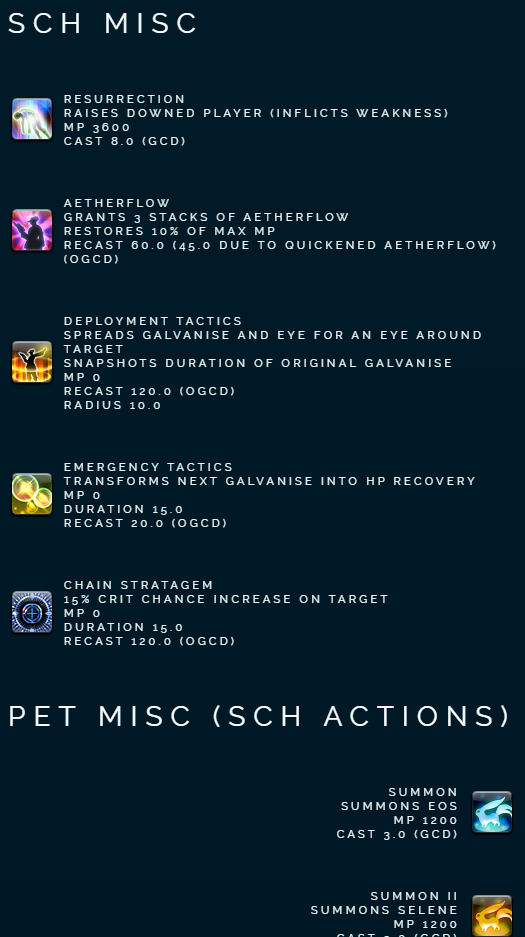 SCH MISC
RESURRECTION
RAISES DOWNED PLAYER (INFLICTS WEAKNESS)
MP 3600
CAST 8.0 (GCD)
AETHERFLOW
GRANTS 3 STACKS OF AETHERFLOW
RESTORES 10% OF MAX MP
RECAST 60.0 (45.0 DUE TO QUICKENED AETHERFLOW)
(OGCD)
DEPLOYMENT TACTICS
SPREADS GALVANISE AND EYE FOR AN EYE AROUND
TARGET
SNAPSHOTS DURATION OF ORIGINAL GALVANISE
MP 0
RECAST 120.0 (OGCD)
RADIUS 10.0
EMERGENCY TACTICS
TRANSFORMS NEXT GALVANISE INTO HP RECOVERY
MP 0
DURATION 15.0
RECAST 20.0 (OGCD)
CHAIN STRATAGEM
15% CRIT CHANCE INCREASE ON TARGET
MP 0
DURATION 15.0
RECAST 120.0 (OGCD)
PET MISC (SCH ACTIONS)
SUMMON
SUMMONS EOS
MP 1200
CAST 3.0 (GCD)
SUMMON II
SUMMONS SELENE
MP 1200
CAST 3.0 (GCD)